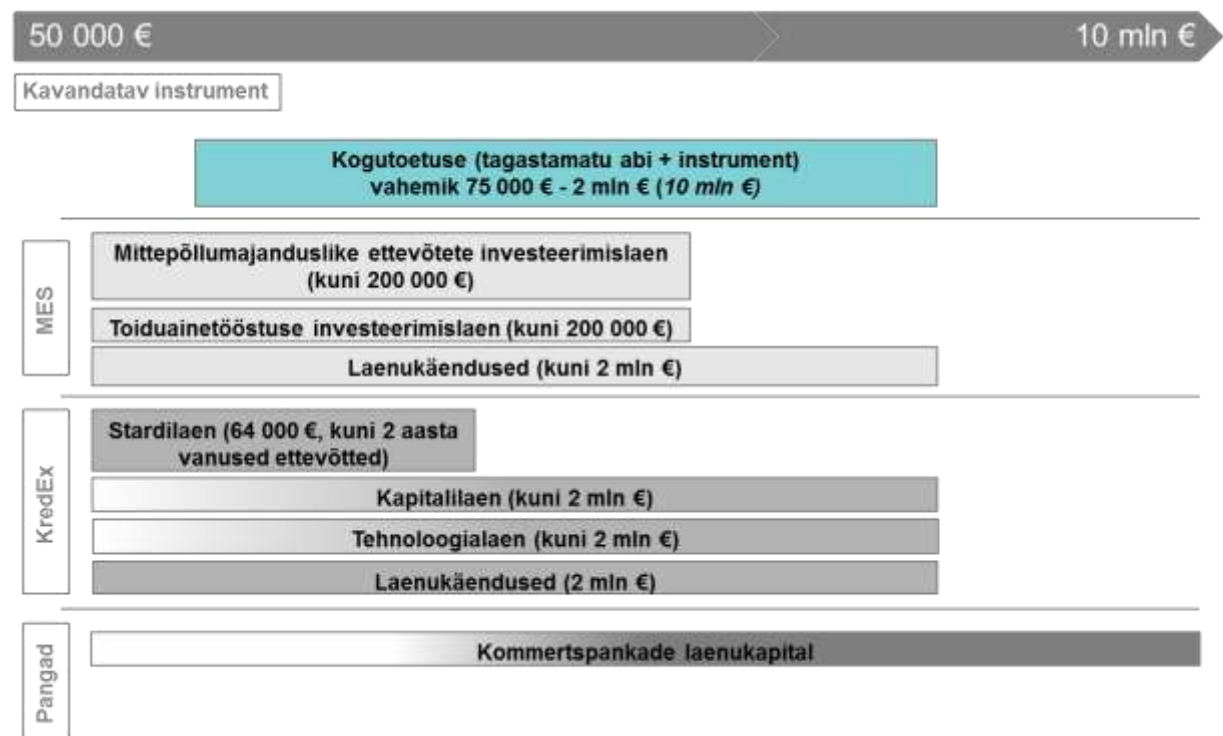 50 000 €
10 mln €
Kavandatav instrument
Kogutoetuse (tagastamatu abi + instrument)
vahemik 75 000 € - 2 mln € (10 mln €)
MES
Mittepõllumajanduslike ettevõtete investeerimislaen
(kuni 200 000 €)
Toiduainetööstuse investeerimislaen (kuni 200 000 €)
Laenukäendused (kuni 2 mln €)
KredEx
Stardilaen (64 000 €, kuni 2 aasta
vanused ettevõtted)
Kapitalilaen (kuni 2 mln €)
Tehnoloogialaen (kuni 2 mln €)
Laenukäendused (2 mln €)
Pangad
Kommertspankade laenukapital